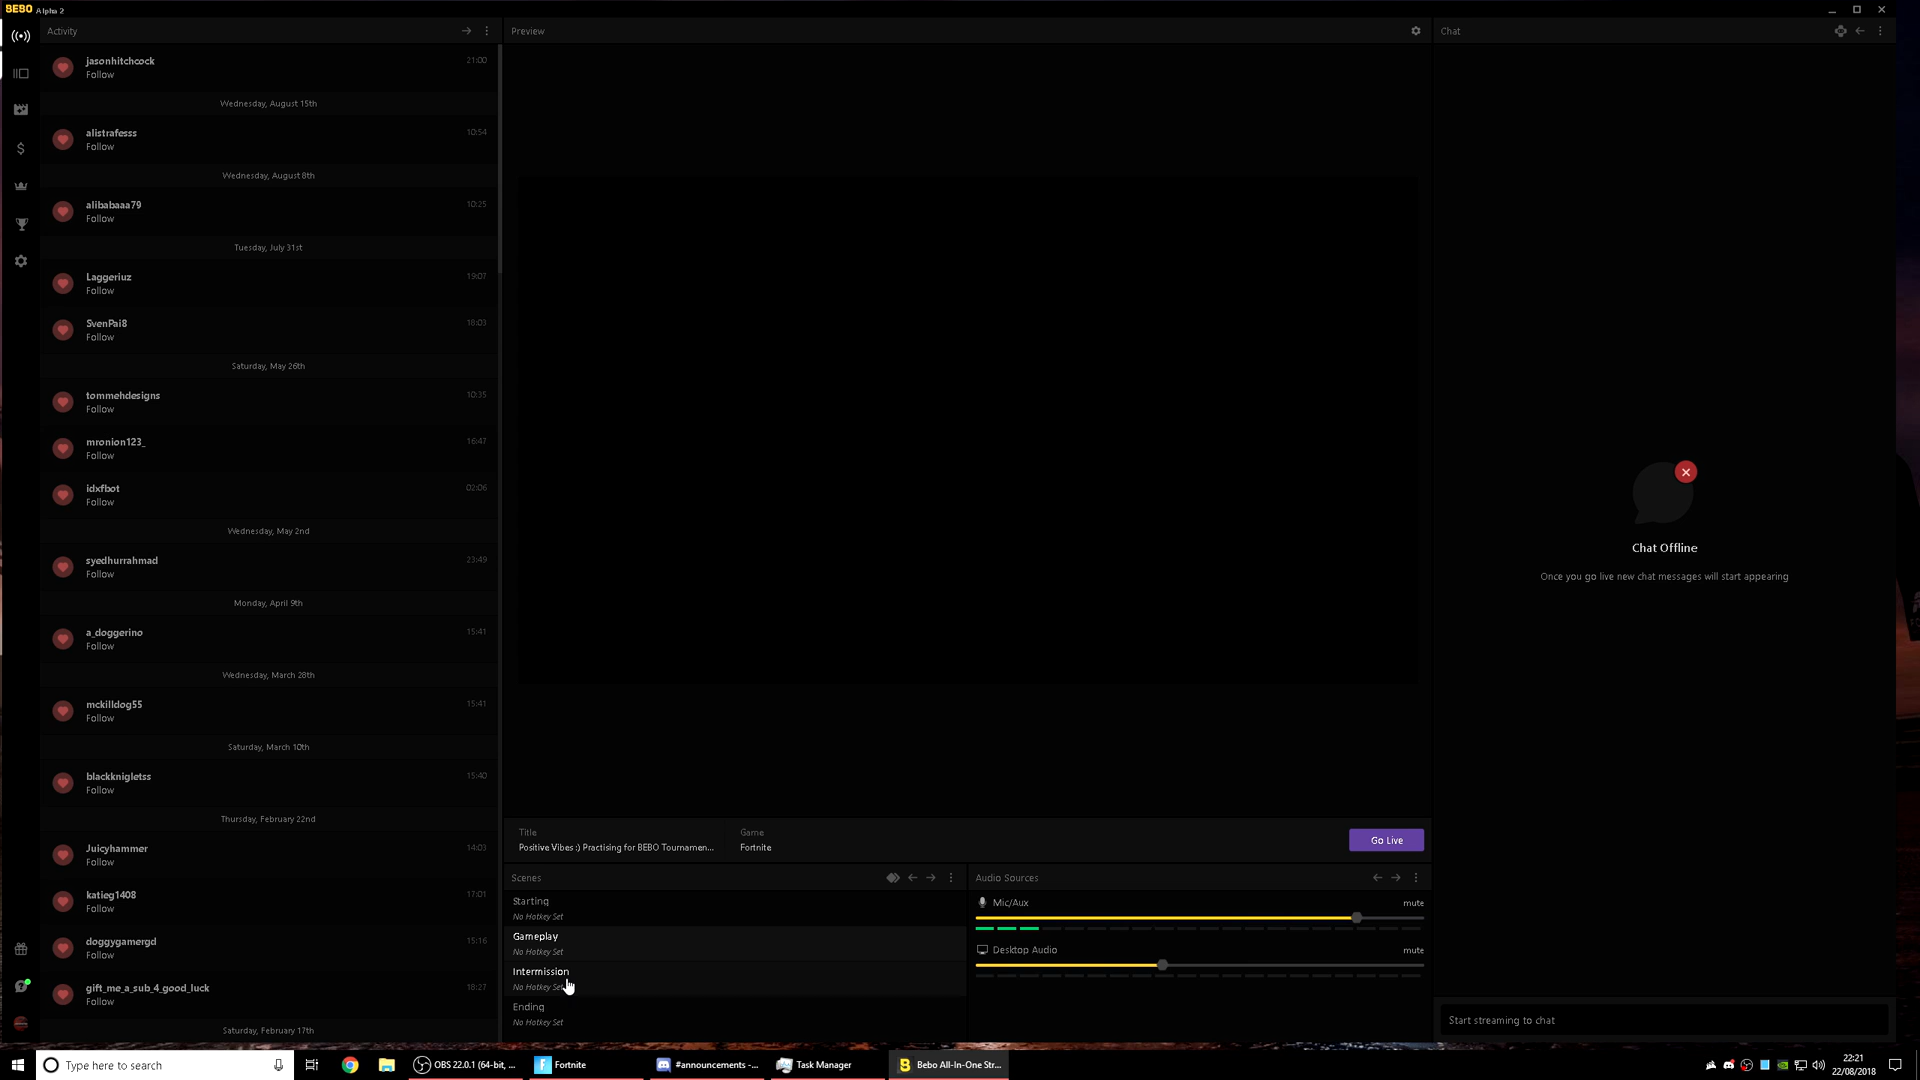 BEBO Alpha 2
Activity
jasonhitchcock 21:00
Follow
Wednesday, August 15th
alistrafesss 10:54
Follow
Wednesday, August 8th
alibabaaa79 10:25
Follow
Tuesday, July 31st
Laggeriuz 19:07
Follow
SvenPai8 18:03
Follow
Saturday, May 26th
tommehdesigns 10:35
Follow
mronion123_ 16:47
Follow
idxfbot 02:06
Follow
Wednesday, May 2nd
syedhurrahmad 23:49
Follow
Monday, April 9th
a_doggerino 15:41
Follow
Wednesday, March 28th
mckilldog55 15:41
Follow
Saturday, March 10th
blackknigletss 15:40
Follow
Thursday, February 22nd
Juicyhammer 14:03
Follow
katieg1408 17:01
Follow
doggygamergd 15:16
Follow
gift_me_a_sub_4_good_luck 18:27
Follow
Saturday, February 17th
Preview
Title
Positive Vibes :) Practising for BEBO Tournamen...
Game
Fortnite
Go Live
Scenes
Starting
No Hotkey Set
Gameplay
No Hotkey Set
Intermission
No Hotkey Set
Ending
No Hotkey Set
Audio Sources
Mic/Aux mute
Desktop Audio mute
Chat
Chat Offline
Once you go live new chat messages will start appearing
Start streaming to chat
Type here to search
OBS 22.0.1 (64-bit, ...
Fortnite
#announcements -...
Task Manager
Bebo All-In-One Str...
22:21
22/08/2018